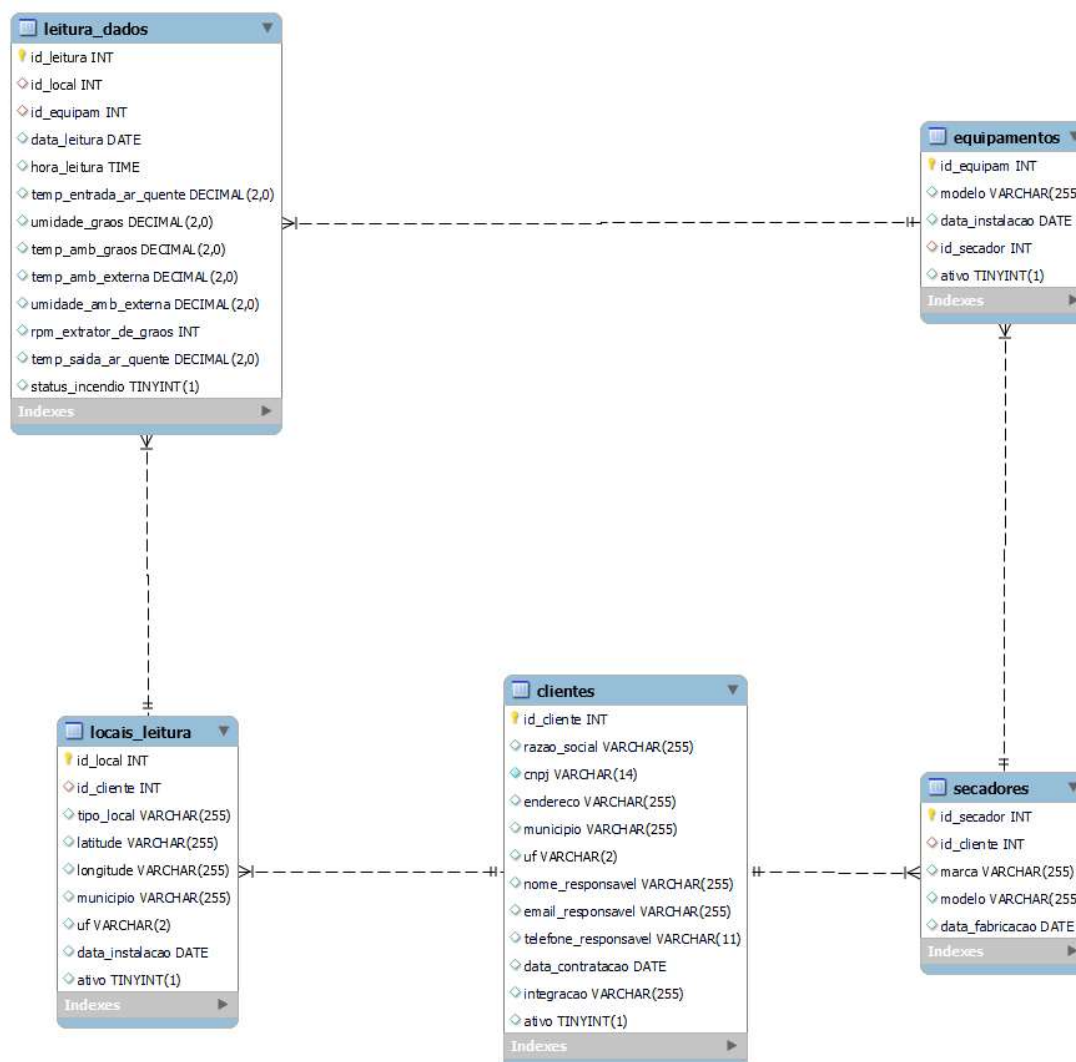 leitura_dados
id_leitura INT
id_local INT
id_equipam INT
data_leitura DATE
hora_leitura TIME
temp_entrada_ar_quente DECIMAL(2,0)
umidade_graos DECIMAL(2,0)
temp_amb_graos DECIMAL(2,0)
temp_amb_externa DECIMAL(2,0)
umidade_amb_externa DECIMAL(2,0)
rpm_extrator_de_graos INT
temp_saida_ar_quente DECIMAL(2,0)
status_incendio TINYINT(1)
Indexes
equipamentos
id_equipam INT
modelo VARCHAR(255
data_instalacao DATE
id_secador INT
ativo TINYINT(1)
Indexes
locais_leitura
id_local INT
id_cliente INT
tipo_local VARCHAR(255)
latitude VARCHAR(255)
longitude VARCHAR(255)
municipio VARCHAR(255)
uf VARCHAR(2)
data_instalacao DATE
ativo TINYINT(1)
Indexes
clientes
id_cliente INT
razao_social VARCHAR(255)
cnpj VARCHAR(14)
endereco VARCHAR(255)
municipio VARCHAR(255)
uf VARCHAR(2)
nome_responsavel VARCHAR(255)
email_responsavel VARCHAR(255)
telefone_responsavel VARCHAR(11)
data_contratacao DATE
integracao VARCHAR(255)
ativo TINYINT(1)
Indexes
secadores
id_secador INT
id_cliente INT
marca VARCHAR(255)
modelo VARCHAR(255
data_fabricacao DATE
Indexes